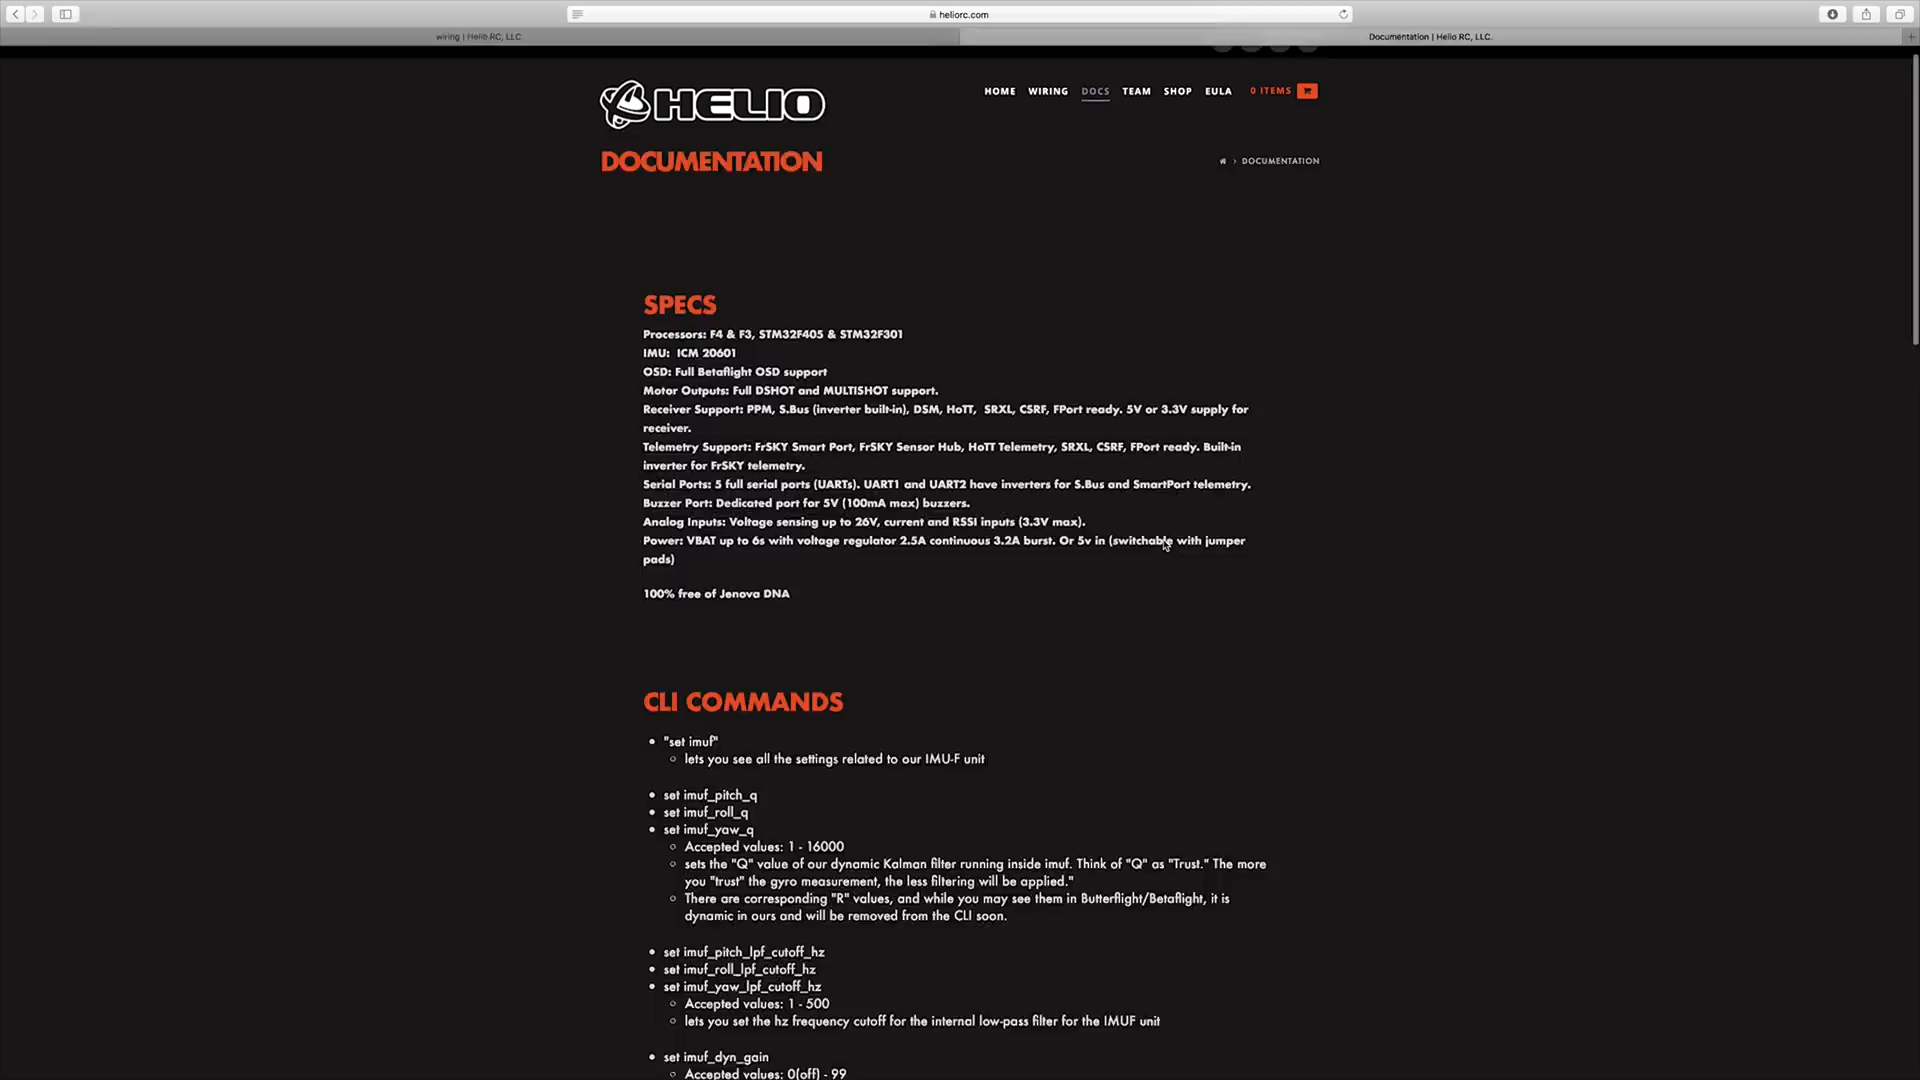 heliorc.com
wiring | Helio RC, LLC.
Documentation | Helio RC, LLC.
HELIO
HOME WIRING DOCS TEAM SHOP EULA 0 ITEMS
DOCUMENTATION
› DOCUMENTATION
SPECS
Processors: F4 & F3, STM32F405 & STM32F301
IMU: ICM 20601
OSD: Full Betaflight OSD support
Motor Outputs: Full DSHOT and MULTISHOT support.
Receiver Support: PPM, S.Bus (inverter built-in), DSM, HoTT, SRXL, CSRF, FPort ready. 5V or 3.3V supply for
receiver.
Telemetry Support: FrSKY Smart Port, FrSKY Sensor Hub, HoTT Telemetry, SRXL, CSRF, FPort ready. Built-in
inverter for FrSKY telemetry.
Serial Ports: 5 full serial ports (UARTs). UART1 and UART2 have inverters for S.Bus and SmartPort telemetry.
Buzzer Port: Dedicated port for 5V (100mA max) buzzers.
Analog Inputs: Voltage sensing up to 26V, current and RSSI inputs (3.3V max).
Power: VBAT up to 6s with voltage regulator 2.5A continuous 3.2A burst. Or 5v in (switchable with jumper
pads)
100% free of Jenova DNA
CLI COMMANDS
• "set imuf"
○ lets you see all the settings related to our IMU-F unit
• set imuf_pitch_q
• set imuf_roll_q
• set imuf_yaw_q
○ Accepted values: 1 - 16000
○ sets the "Q" value of our dynamic Kalman filter running inside imuf. Think of "Q" as "Trust." The more
you "trust" the gyro measurement, the less filtering will be applied."
○ There are corresponding "R" values, and while you may see them in Butterflight/Betaflight, it is
dynamic in ours and will be removed from the CLI soon.
• set imuf_pitch_lpf_cutoff_hz
• set imuf_roll_lpf_cutoff_hz
• set imuf_yaw_lpf_cutoff_hz
○ Accepted values: 1 - 500
○ lets you set the hz frequency cutoff for the internal low-pass filter for the IMUF unit
• set imuf_dyn_gain
○ Accepted values: 0(off) - 99